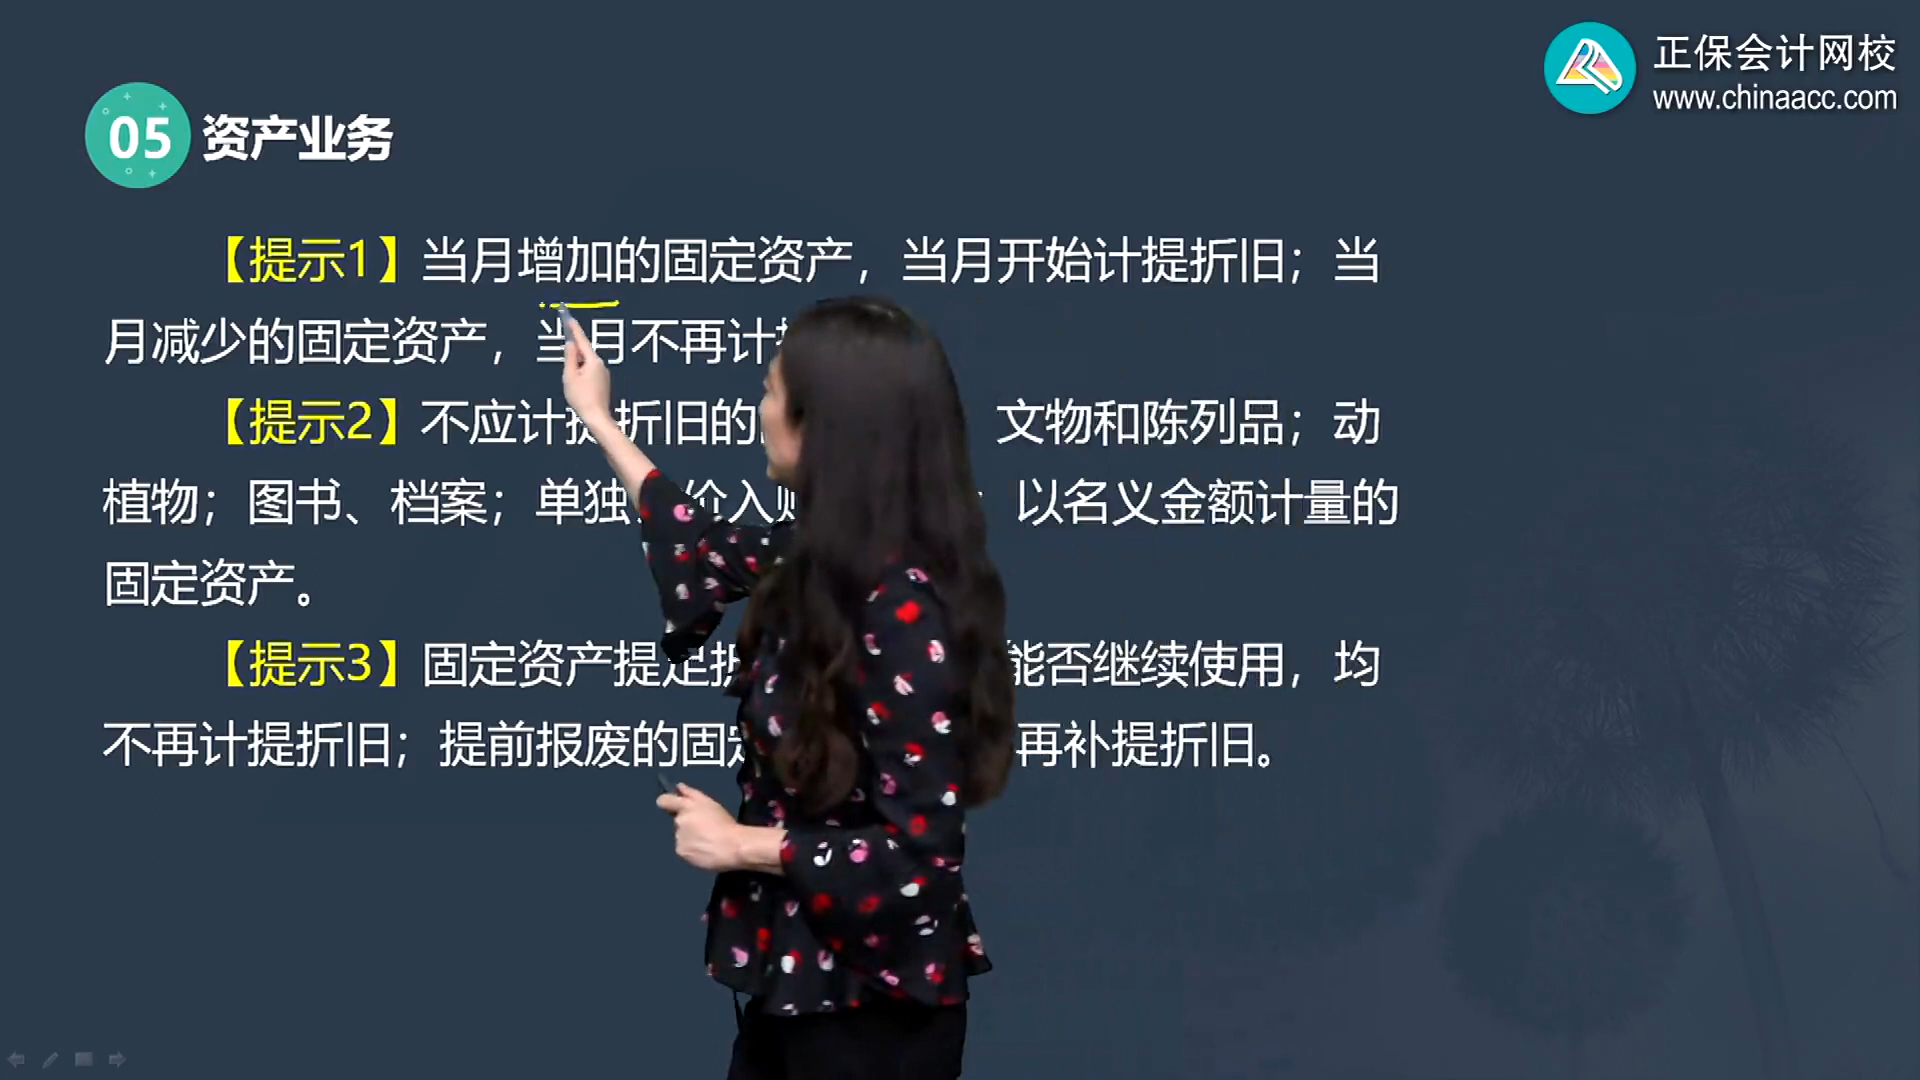 正保会计网校
www.chinaacc.com
05 资产业务
【提示1】当月增加的固定资产，当月开始计提折旧；当
月减少的固定资产，当月不再计
【提示2】不应计提折旧的 文物和陈列品；动
植物；图书、档案；单独 价入 ；以名义金额计量的
固定资产。
【提示3】固定资产提足 能否继续使用，均
不再计提折旧；提前报废的固 再补提折旧。